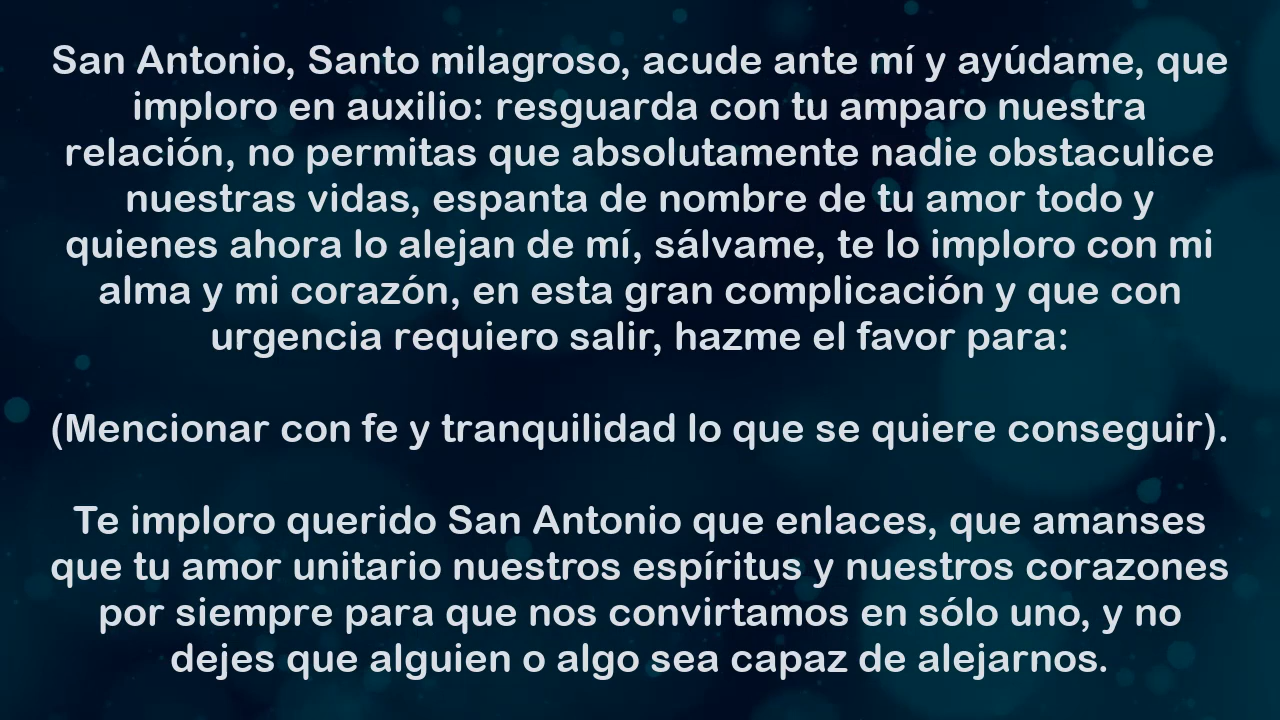 San Antonio, Santo milagroso, acude ante mí y ayúdame, que
imploro en auxilio: resguarda con tu amparo nuestra
relación, no permitas que absolutamente nadie obstaculice
nuestras vidas, espanta de nombre de tu amor todo y
quienes ahora lo alejan de mí, sálvame, te lo imploro con mi
alma y mi corazón, en esta gran complicación y que con
urgencia requiero salir, hazme el favor para:
(Mencionar con fe y tranquilidad lo que se quiere conseguir).
Te imploro querido San Antonio que enlaces, que amanses
que tu amor unitario nuestros espíritus y nuestros corazones
por siempre para que nos convirtamos en sólo uno, y no
dejes que alguien o algo sea capaz de alejarnos.